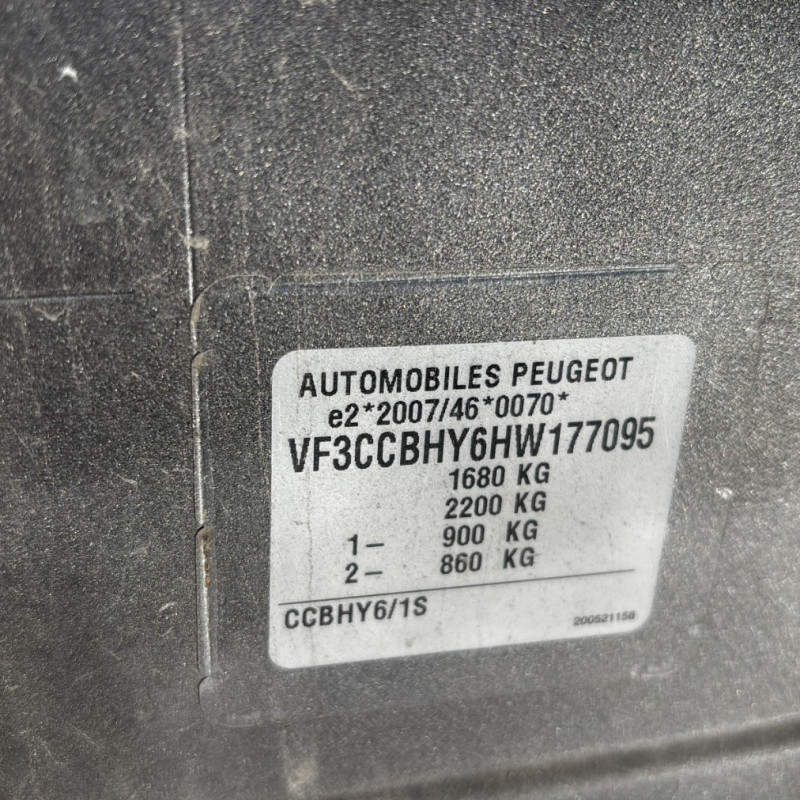 AUTOMOBILES PEUGEOT
e2*2007/46*0070*
VF3CCBHY6HW177095
1680 KG
2200 KG
1– 900 KG
2– 860 KG
CCBHY6/1S
200521158